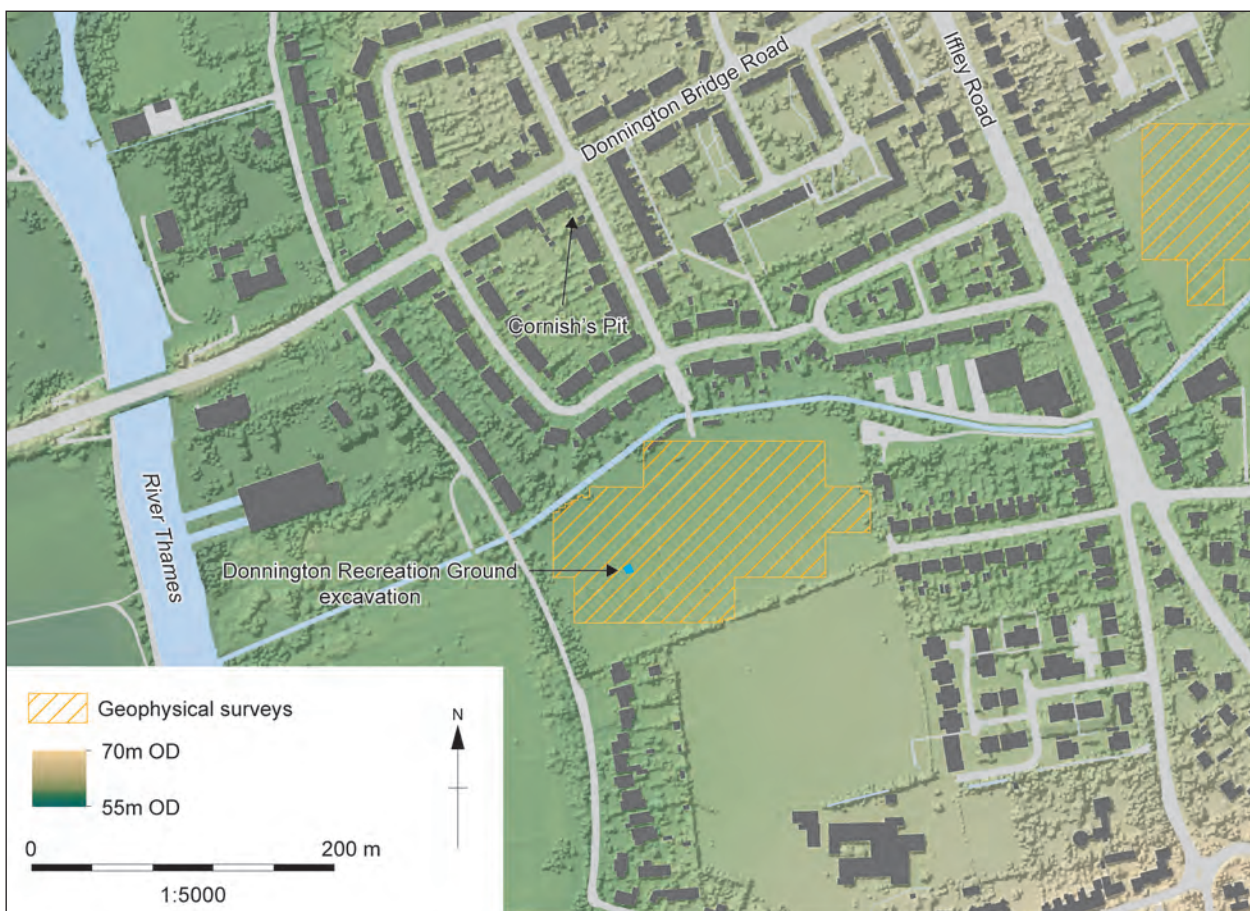 Donnington Bridge Road
Iffley Road
Cornish's Pit
River Thames
Donnington Recreation Ground
excavation
Geophysical surveys
N
70m OD
55m OD
0
200 m
1:5000